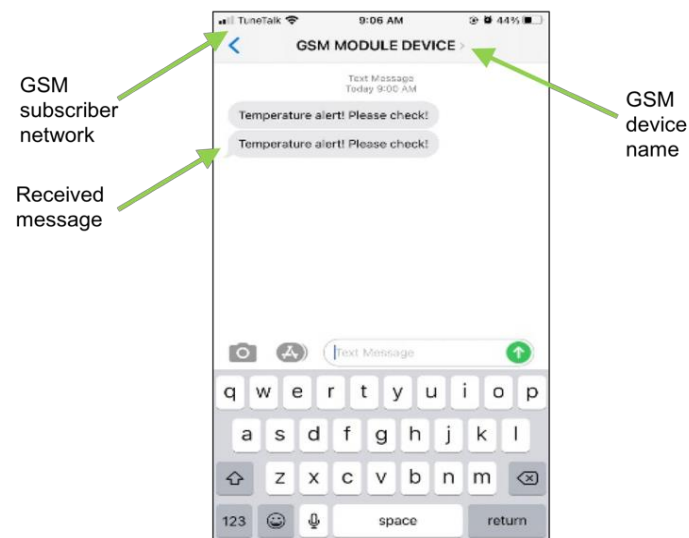 TuneTalk 9:06 AM 44%
GSM MODULE DEVICE
Text Message
Today 9:00 AM
Temperature alert! Please check!
Temperature alert! Please check!
GSM
subscriber
network
Received
message
GSM
device
name
Text Message
q w e r t y u i o p
a s d f g h j k l
z x c v b n m
123 space return